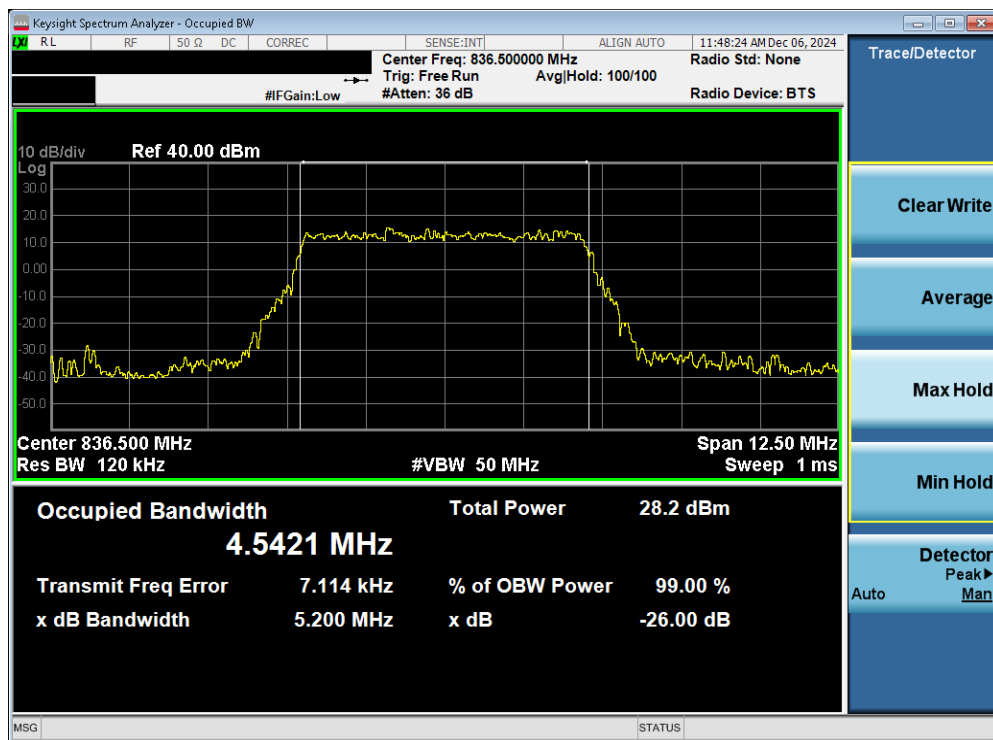 Keysight Spectrum Analyzer - Occupied BW
LXI RL RF 50 Ω DC CORREC SENSE:INT ALIGN AUTO 11:48:24 AM Dec 06, 2024
Center Freq: 836.500000 MHz Radio Std: None
Trig: Free Run Avg|Hold: 100/100
#IFGain:Low #Atten: 36 dB Radio Device: BTS
10 dB/div Ref 40.00 dBm
Log
30.0
20.0
10.0
0.00
-10.0
-20.0
-30.0
-40.0
-50.0
Center 836.500 MHz Span 12.50 MHz
Res BW 120 kHz #VBW 50 MHz Sweep 1 ms
Occupied Bandwidth Total Power 28.2 dBm
4.5421 MHz
Transmit Freq Error 7.114 kHz % of OBW Power 99.00 %
x dB Bandwidth 5.200 MHz x dB -26.00 dB
MSG STATUS
Trace/Detector
Clear Write
Average
Max Hold
Min Hold
Detector
Peak▶
Auto Man